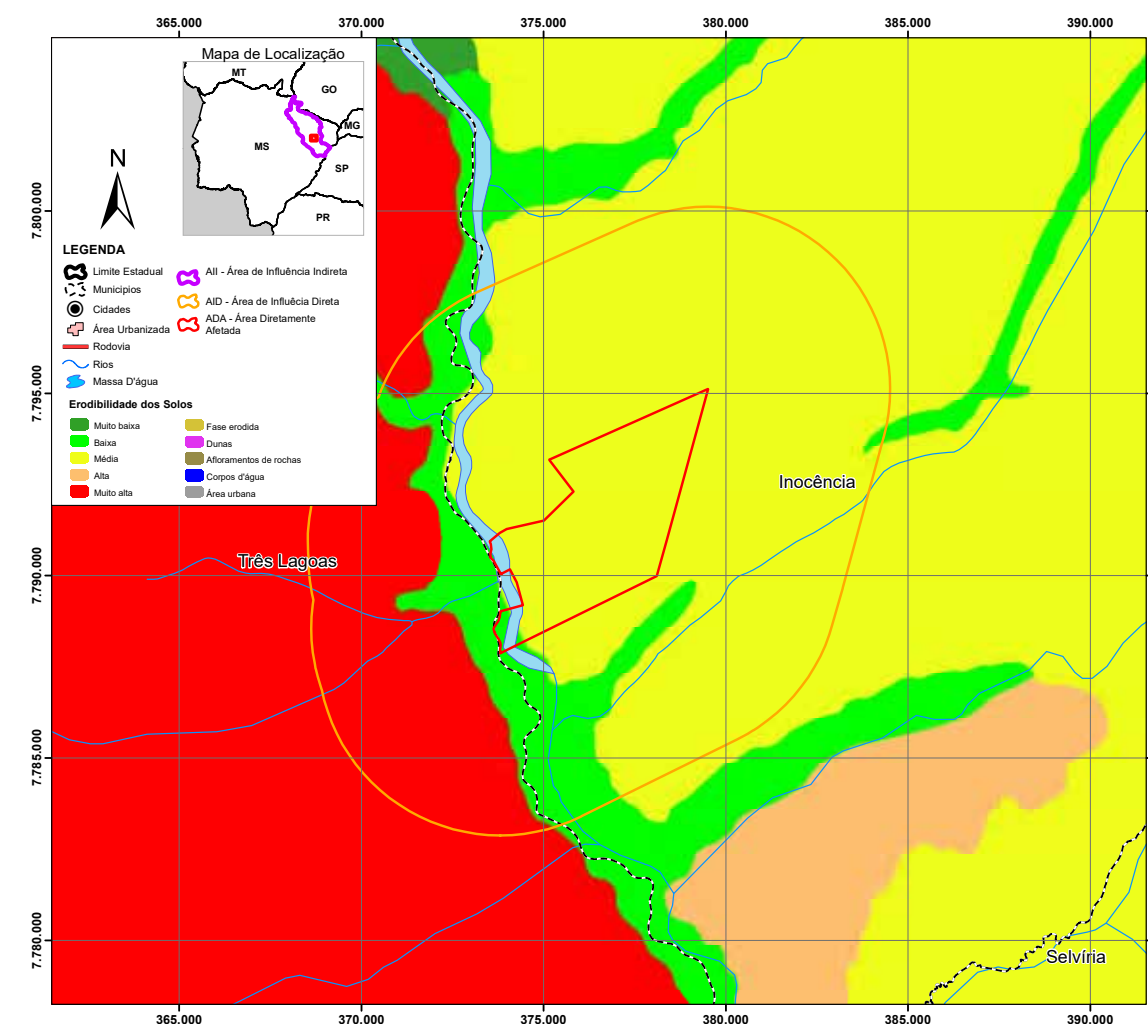 365.000 370.000 375.000 380.000 385.000 390.000
Mapa de Localização
MT
GO
MG
MS
SP
PR
N
LEGENDA
Limite Estadual
Municipios
Cidades
Área Urbanizada
Rodovia
Rios
Massa D'água
AII - Área de Influência Indireta
AID - Área de Influêcia Direta
ADA - Área Diretamente
Afetada
Erodibilidade dos Solos
Muito baixa
Baixa
Média
Alta
Muito alta
Fase erodida
Dunas
Afloramentos de rochas
Corpos d'água
Área urbana
7.800.000
7.795.000
7.790.000
7.785.000
7.780.000
Inocência
Três Lagoas
Selvíria
365.000 370.000 375.000 380.000 385.000 390.000